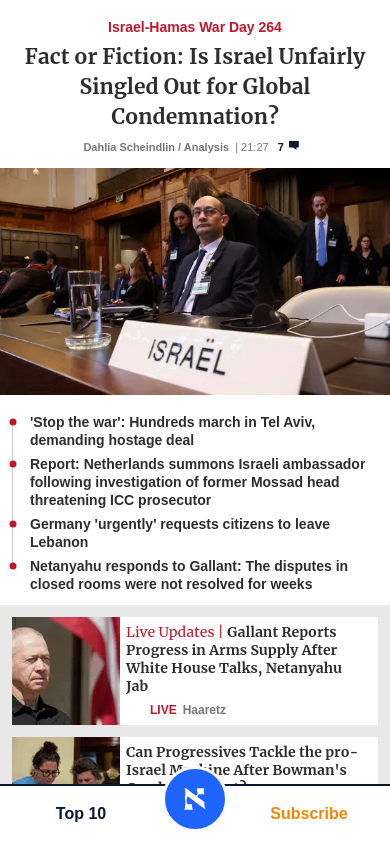 Israel-Hamas War Day 264
Fact or Fiction: Is Israel Unfairly
Singled Out for Global
Condemnation?
Dahlia Scheindlin / Analysis | 21:27 7
ISRAËL
'Stop the war': Hundreds march in Tel Aviv,
demanding hostage deal
Report: Netherlands summons Israeli ambassador
following investigation of former Mossad head
threatening ICC prosecutor
Germany 'urgently' requests citizens to leave
Lebanon
Netanyahu responds to Gallant: The disputes in
closed rooms were not resolved for weeks
Live Updates | Gallant Reports
Progress in Arms Supply After
White House Talks, Netanyahu
Jab
LIVE Haaretz
Can Progressives Tackle the pro-
Israel After Bowman's
Top 10
Subscribe